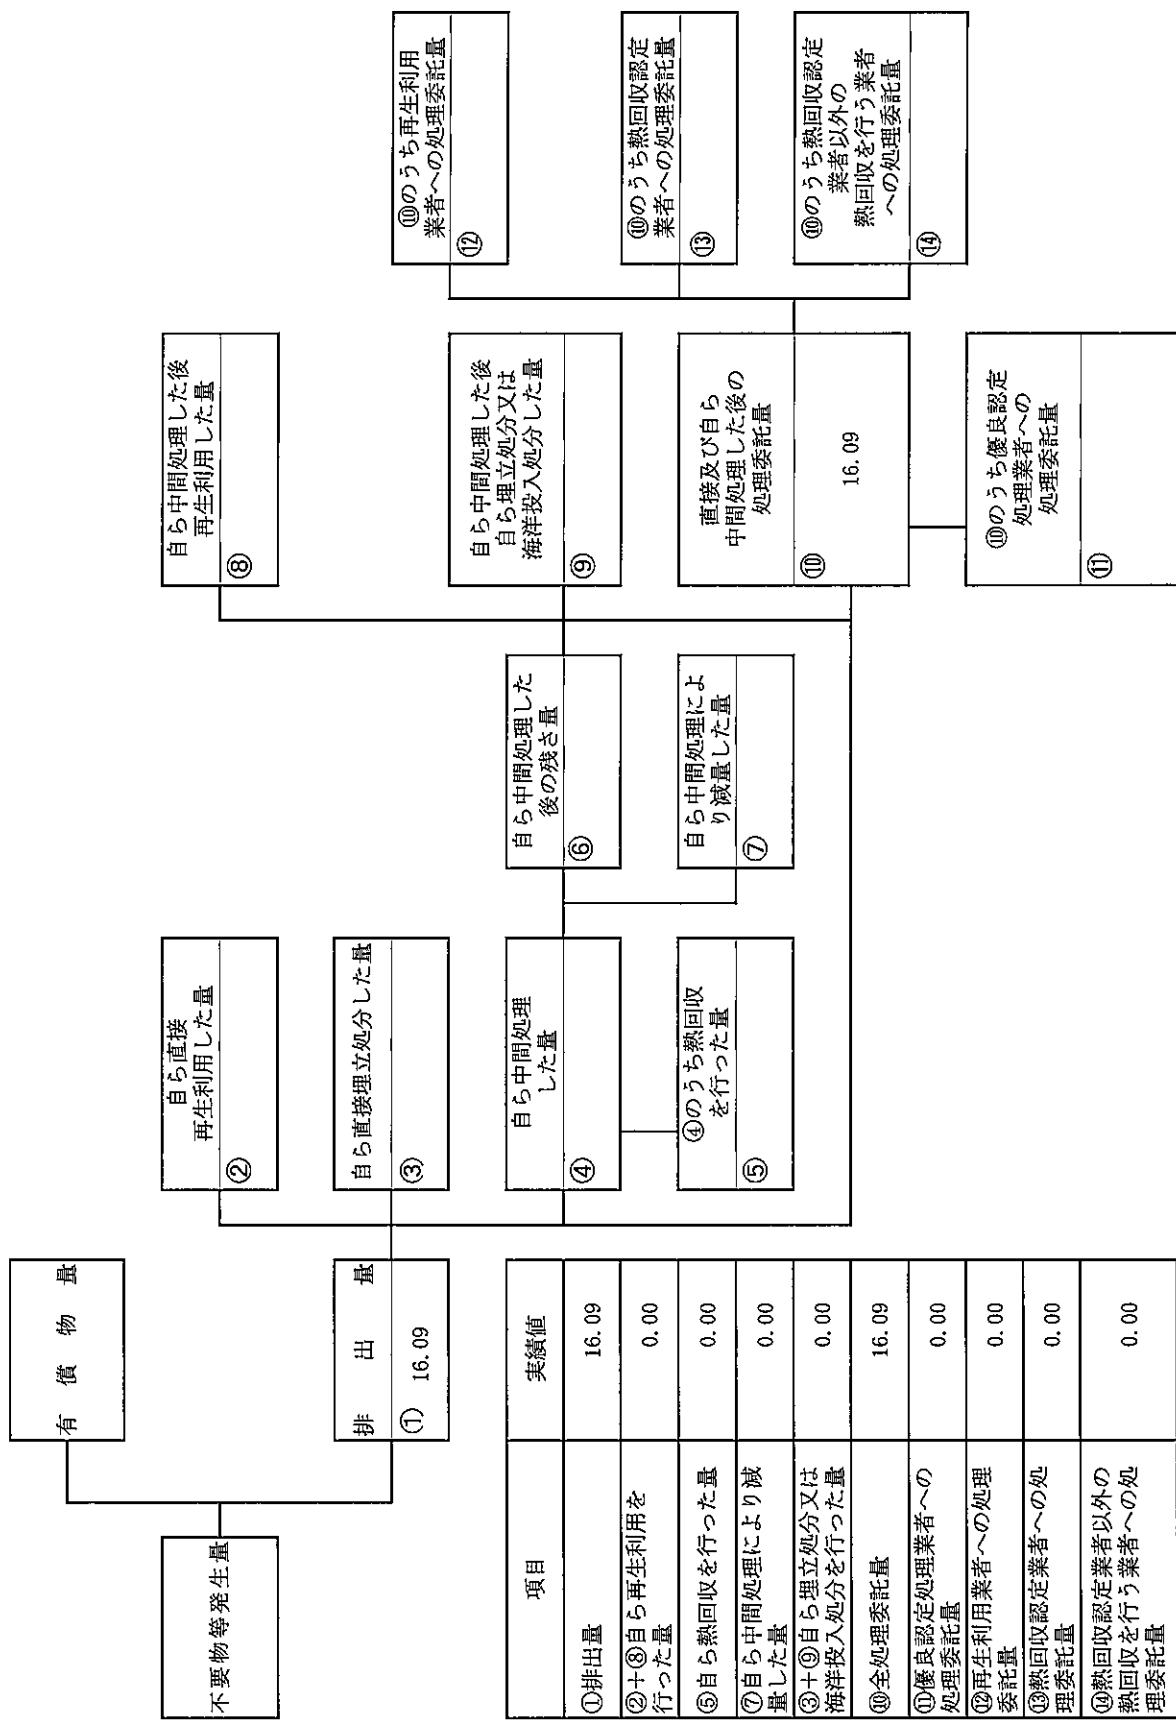 不要物等発生量
有 償 物 量
排 出 量
① 16.09
自ら直接
再生利用した量
②
自ら直接埋立処分した量
③
自ら中間処理
した量
④
④のうち熱回収
を行った量
⑤
自ら中間処理した
後の残さ量
⑥
自ら中間処理によ
り減量した量
⑦
自ら中間処理した後
再生利用した量
⑧
自ら中間処理した後
自ら埋立処分又は
海洋投入処分した量
⑨
直接及び自ら
中間処理した後の
処理委託量
⑩
16.09
⑩のうち優良認定
処理業者への
処理委託量
⑪
⑩のうち再生利用
業者への処理委託量
⑫
⑩のうち熱回収認定
業者への処理委託量
⑬
⑩のうち熱回収認定
業者以外の
熱回収を行う業者
への処理委託量
⑭
項目 実績値
①排出量 16.09
②+⑧自ら再生利用を
行った量 0.00
⑤自ら熱回収を行った量 0.00
⑦自ら中間処理により減
量した量 0.00
③+⑨自ら埋立処分又は
海洋投入処分を行った量 0.00
⑩全処理委託量 16.09
⑪優良認定処理業者への
処理委託量 0.00
⑫再生利用業者への処理
委託量 0.00
⑬熱回収認定業者への処
理委託量 0.00
⑭熱回収認定業者以外の
熱回収を行う業者への処
理委託量 0.00